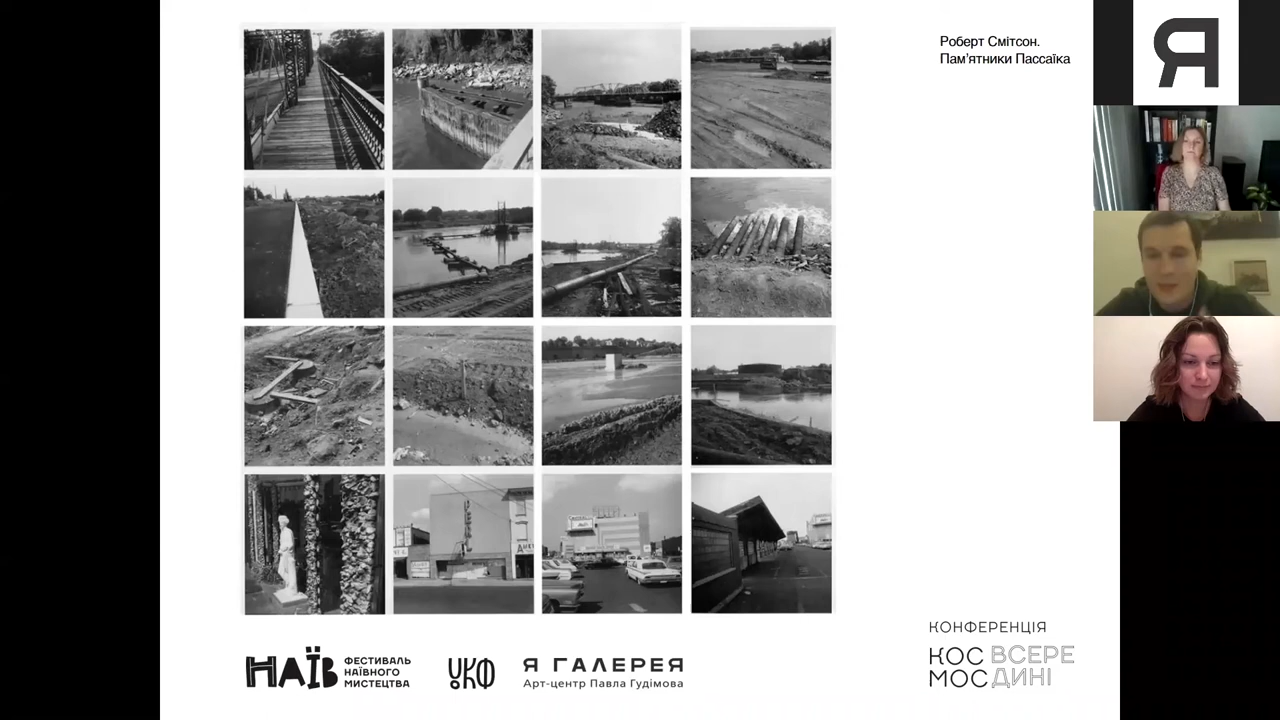 Роберт Смітсон.
Пам'ятники Пассаїка
Я
КОНФЕРЕНЦІЯ
КОС ВСЕРЕ
МОС ДИНІ
НАЇВ
ФЕСТИВАЛЬ
НАЇВНОГО
МИСТЕЦТВА
УКФ
Я ГАЛЕРЕЯ
Арт-центр Павла Гудімова